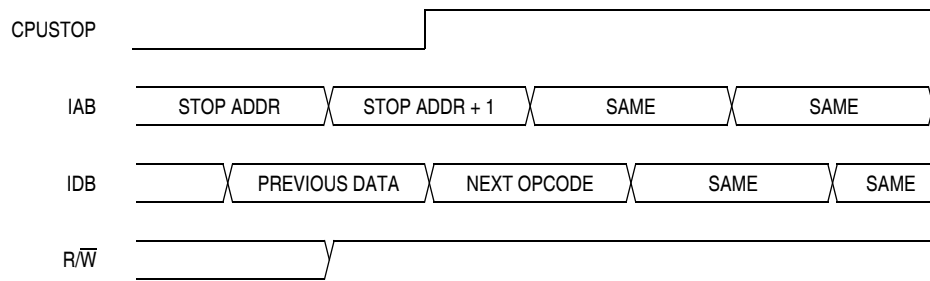 CPUSTOP
IAB STOP ADDR STOP ADDR + 1 SAME SAME
IDB PREVIOUS DATA NEXT OPCODE SAME SAME
R/W̅